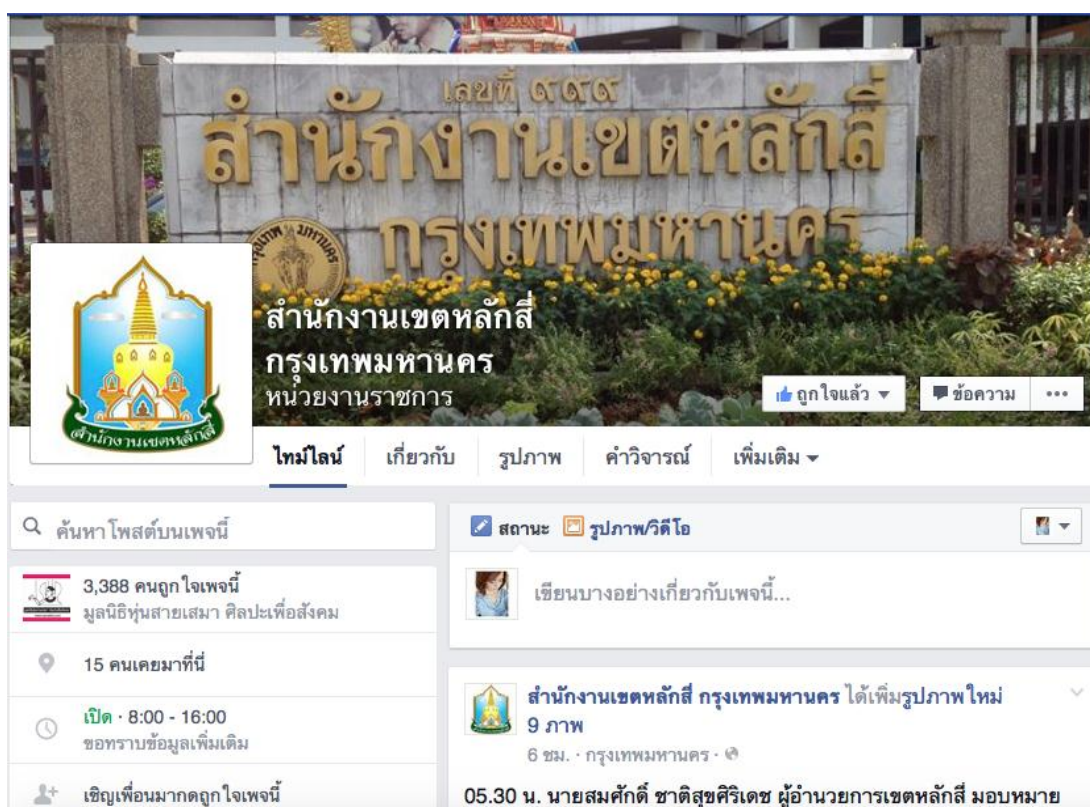 เลขที่ ๙๙๙
สำนักงานเขตหลักสี่
กรุงเทพมหานคร
กรุงเทพมหานคร
สำนักงานเขตหลักสี่
สำนักงานเขตหลักสี่
กรุงเทพมหานคร
หน่วยงานราชการ
ถูกใจแล้ว
ข้อความ
ไทม์ไลน์ เกี่ยวกับ รูปภาพ คำวิจารณ์ เพิ่มเติม
ค้นหาโพสต์บนเพจนี้
3,388 คนถูกใจเพจนี้
มูลนิธิหุ่นสายเสมา ศิลปะเพื่อสังคม
15 คนเคยมาที่นี่
เปิด · 8:00 - 16:00
ขอทราบข้อมูลเพิ่มเติม
เชิญเพื่อนมากดถูกใจเพจนี้
สถานะ รูปภาพ/วิดีโอ
เขียนบางอย่างเกี่ยวกับเพจนี้...
สำนักงานเขตหลักสี่ กรุงเทพมหานคร ได้เพิ่มรูปภาพใหม่
9 ภาพ
6 ชม. · กรุงเทพมหานคร ·
05.30 น. นายสมศักดิ์ ชาติสุขศิริเดช ผู้อำนวยการเขตหลักสี่ มอบหมาย